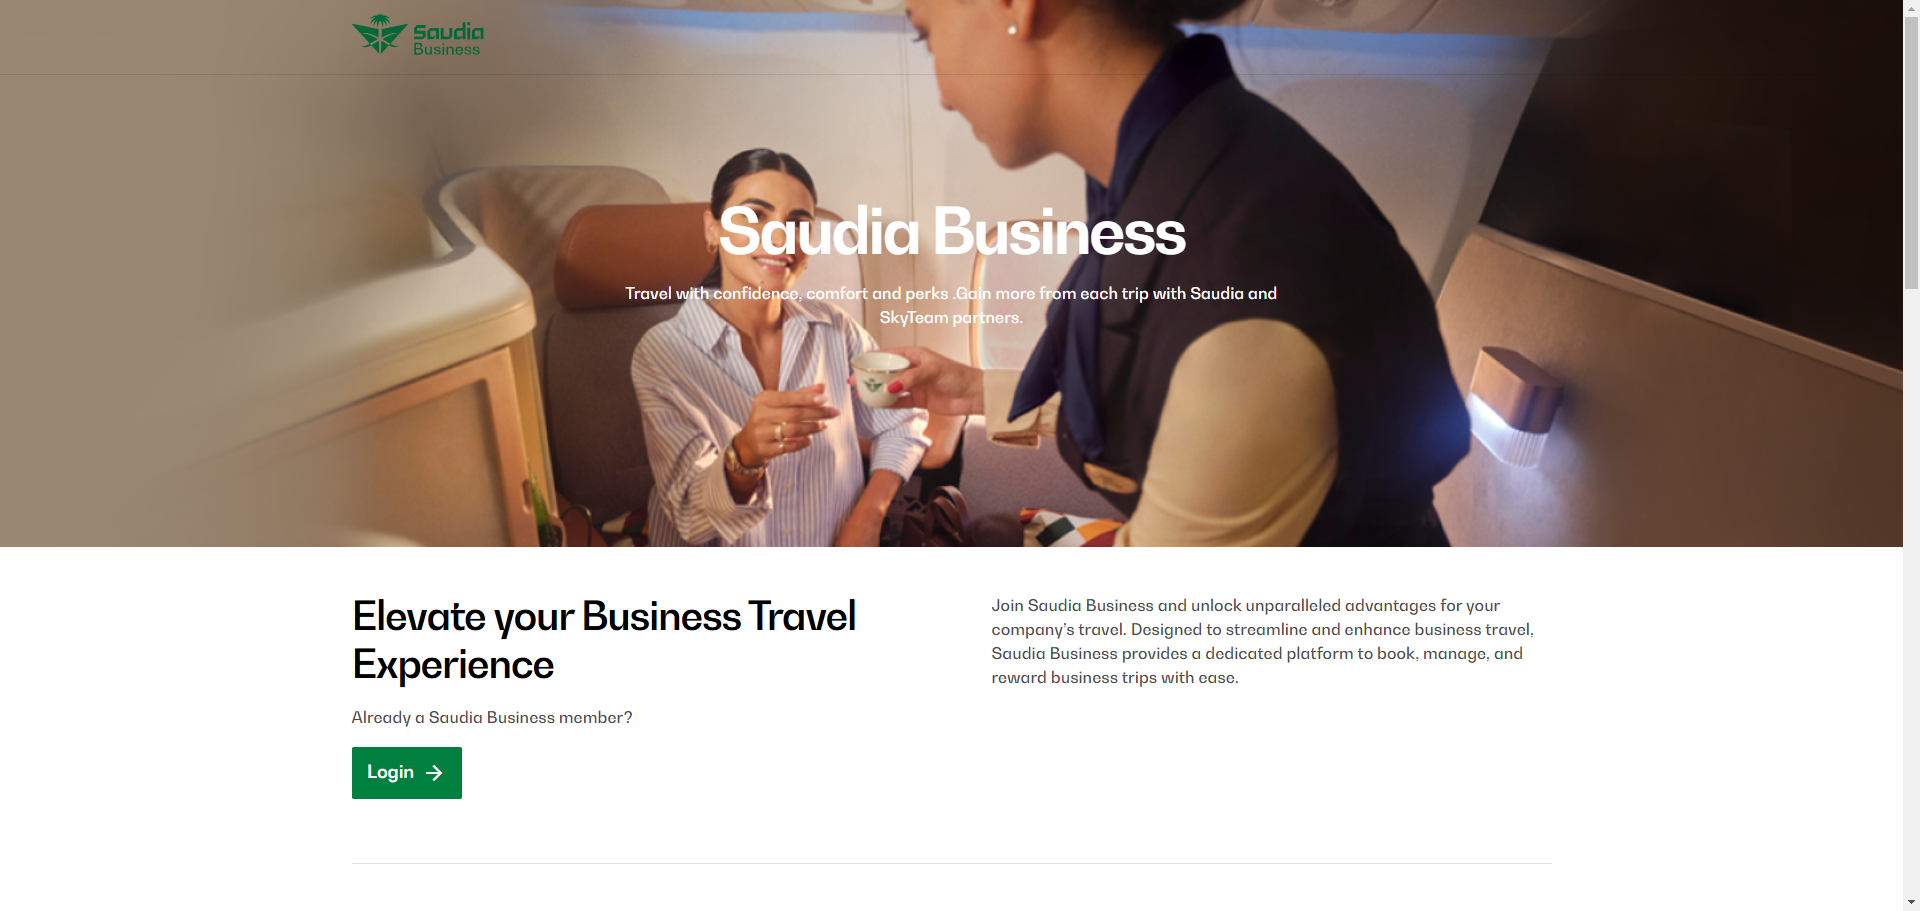 Saudia
Business
Saudia Business
Travel with confidence, comfort and perks .Gain more from each trip with Saudia and
SkyTeam partners.
Elevate your Business Travel
Experience
Already a Saudia Business member?
Login
Join Saudia Business and unlock unparalleled advantages for your
company’s travel. Designed to streamline and enhance business travel,
Saudia Business provides a dedicated platform to book, manage, and
reward business trips with ease.